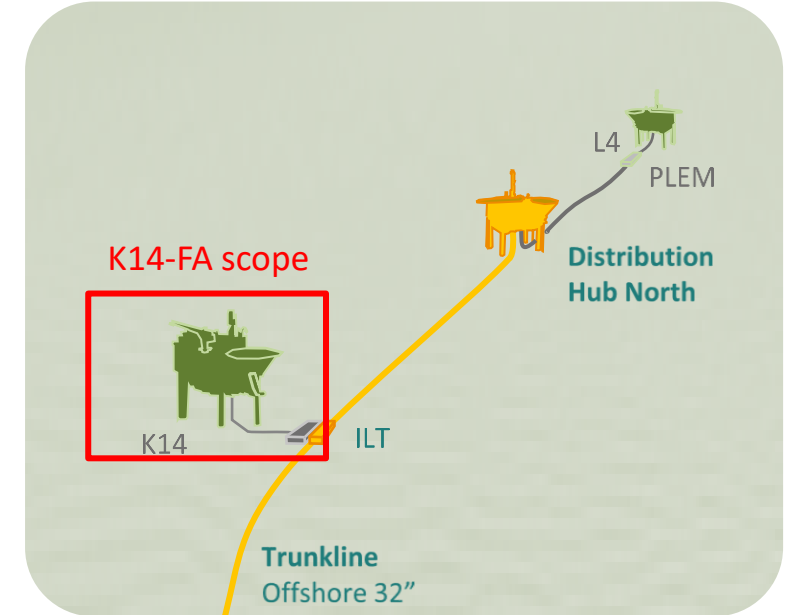 L4
PLEM
Distribution
Hub North
K14-FA scope
K14
ILT
Trunkline
Offshore 32”